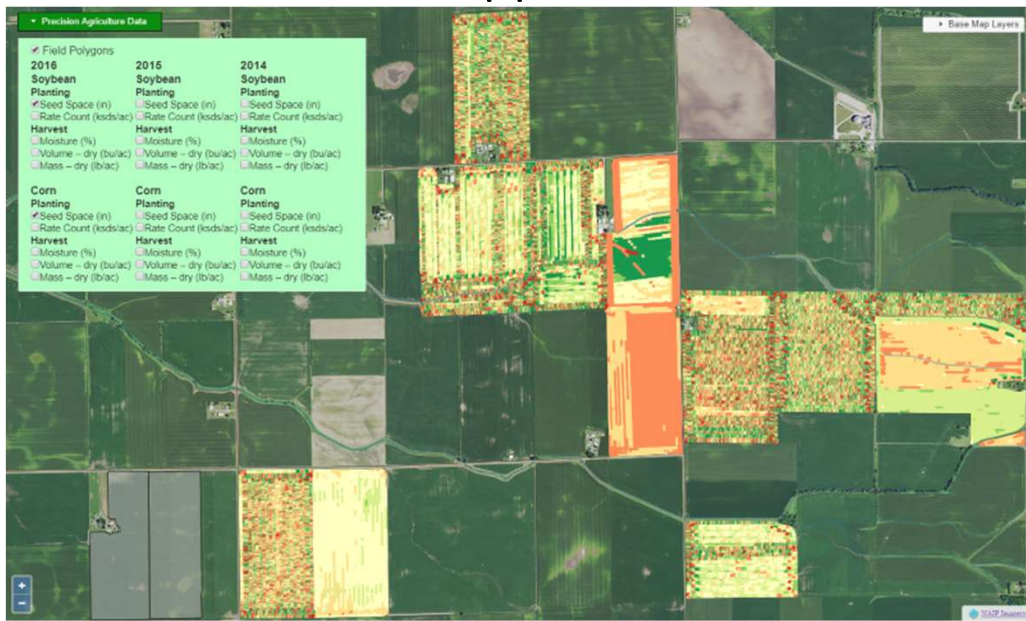 Precision Agriculture Data
Base Map Layers
Field Polygons
2016 2015 2014
Soybean Soybean Soybean
Planting Planting Planting
Seed Space (in) Seed Space (in) Seed Space (in)
Rate Count (ksds/ac) Rate Count (ksds/ac) Rate Count (ksds/ac)
Harvest Harvest Harvest
Moisture (%) Moisture (%) Moisture (%)
Volume – dry (bu/ac) Volume – dry (bu/ac) Volume – dry (bu/ac)
Mass – dry (lb/ac) Mass – dry (lb/ac) Mass – dry (lb/ac)
Corn Corn Corn
Planting Planting Planting
Seed Space (in) Seed Space (in) Seed Space (in)
Rate Count (ksds/ac) Rate Count (ksds/ac) Rate Count (ksds/ac)
Harvest Harvest Harvest
Moisture (%) Moisture (%) Moisture (%)
Volume – dry (bu/ac) Volume – dry (bu/ac) Volume – dry (bu/ac)
Mass – dry (lb/ac) Mass – dry (lb/ac) Mass – dry (lb/ac)
+
–
NAIP Imagery